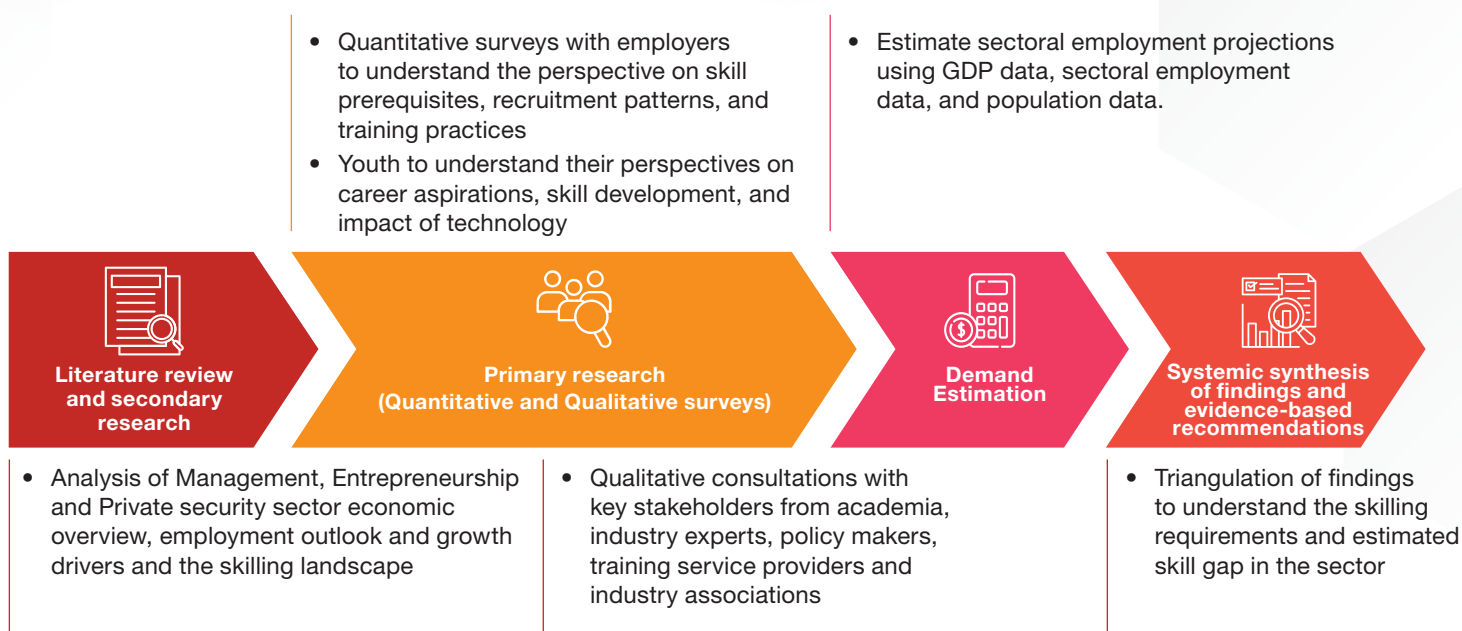 • Quantitative surveys with employers
to understand the perspective on skill
prerequisites, recruitment patterns, and
training practices
• Youth to understand their perspectives on
career aspirations, skill development, and
impact of technology
• Estimate sectoral employment projections
using GDP data, sectoral employment
data, and population data.
Literature review
and secondary
research
Primary research
(Quantitative and Qualitative surveys)
$
Demand
Estimation
Systemic synthesis
of findings and
evidence-based
recommendations
• Analysis of Management, Entrepreneurship
and Private security sector economic
overview, employment outlook and growth
drivers and the skilling landscape
• Qualitative consultations with
key stakeholders from academia,
industry experts, policy makers,
training service providers and
industry associations
• Triangulation of findings
to understand the skilling
requirements and estimated
skill gap in the sector